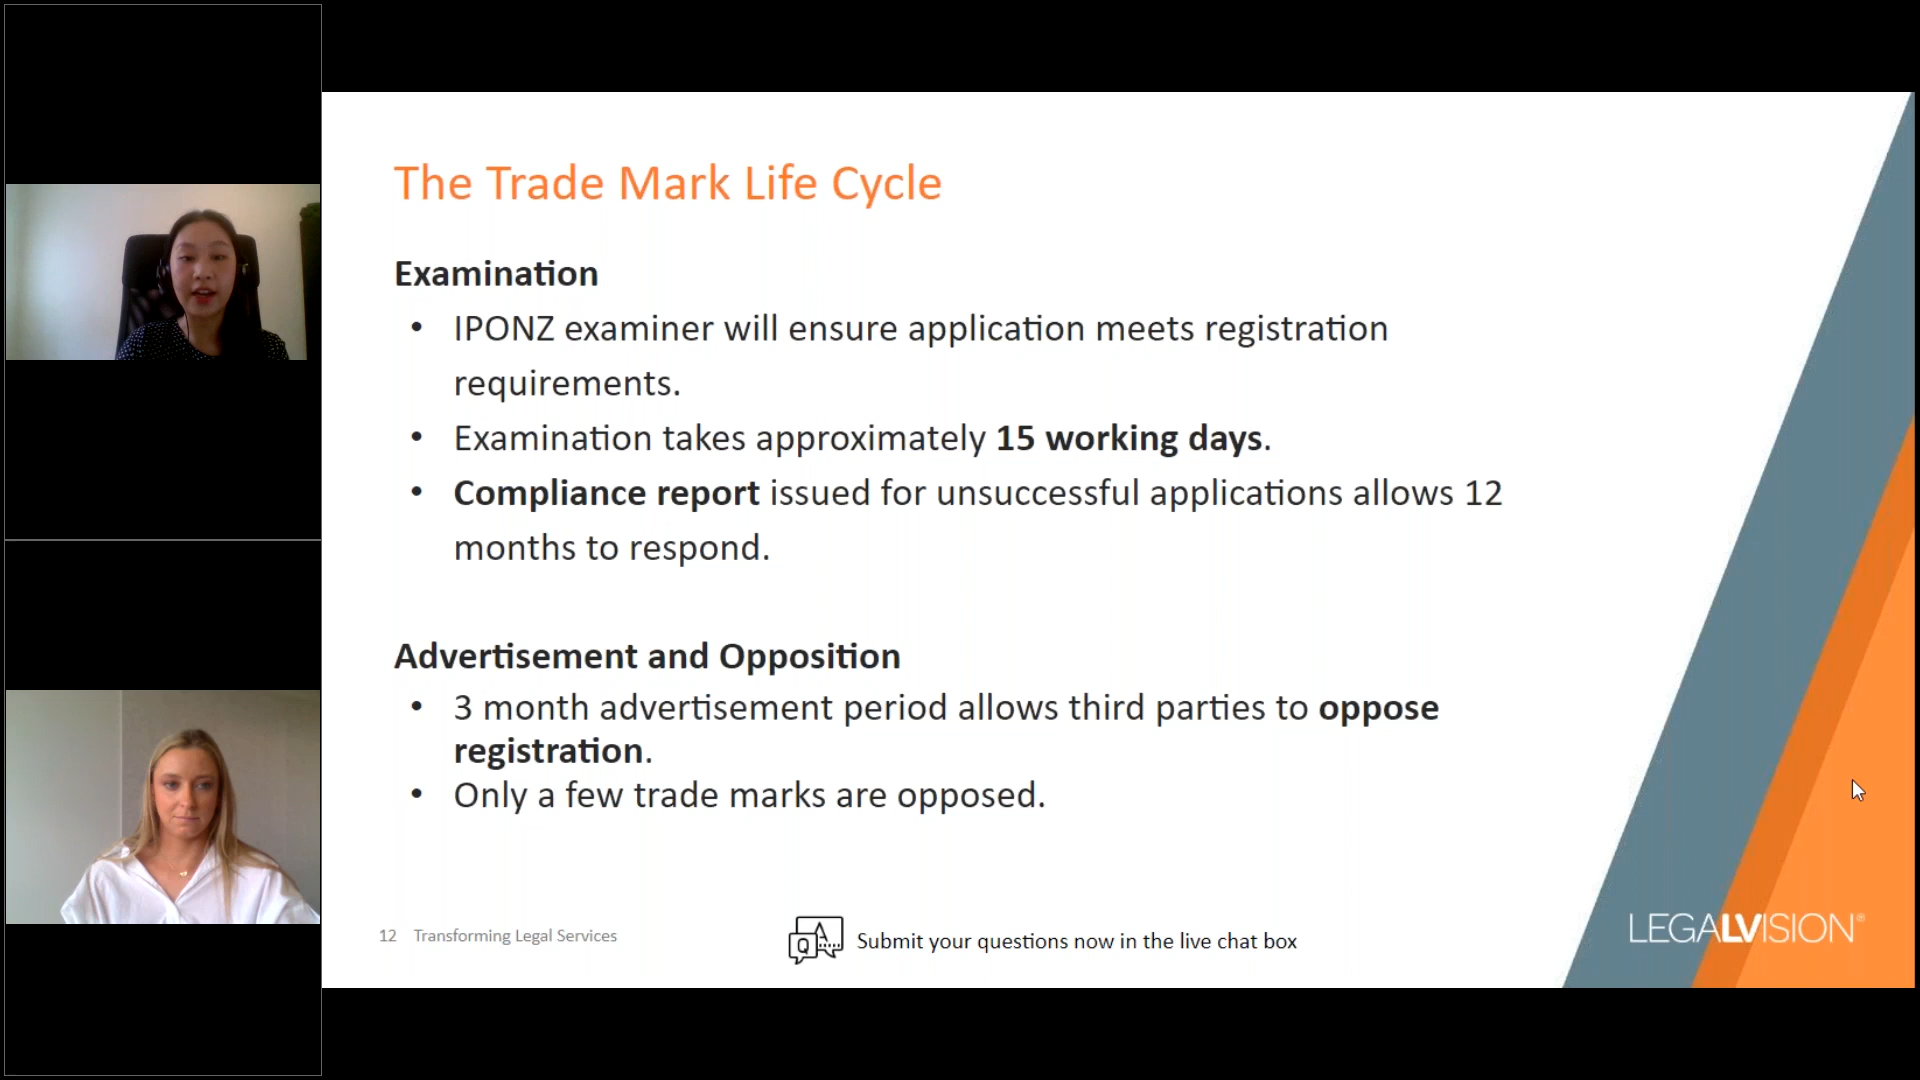 The Trade Mark Life Cycle
Examination
• IPONZ examiner will ensure application meets registration
requirements.
• Examination takes approximately 15 working days.
• Compliance report issued for unsuccessful applications allows 12
months to respond.
Advertisement and Opposition
• 3 month advertisement period allows third parties to oppose
registration.
• Only a few trade marks are opposed.
12 Transforming Legal Services
Q A
Submit your questions now in the live chat box
LEGALVISION®